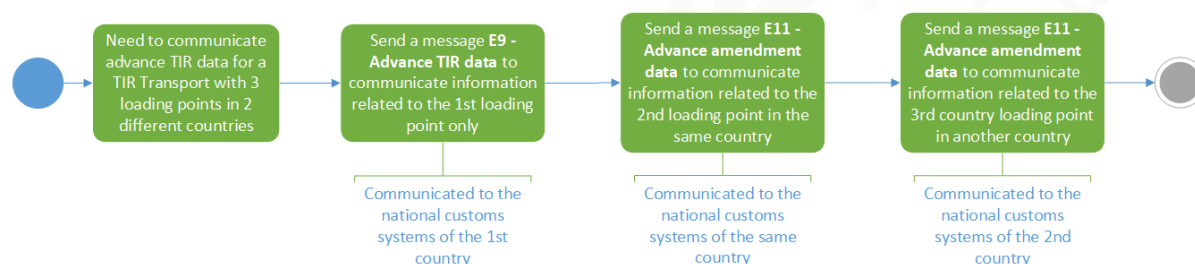 Need to communicate
advance TIR data for a
TIR Transport with 3
loading points in 2
different countries
Send a message E9 -
Advance TIR data to
communicate information
related to the 1st loading
point only
Send a message E11 -
Advance amendment
data to communicate
information related to the
2nd loading point in the
same country
Send a message E11 -
Advance amendment
data to communicate
information related to the
3rd country loading point
in another country
Communicated to the
national customs
systems of the 1st
country
Communicated to the
national customs
systems of the same
country
Communicated to the
national customs
systems of the 2nd
country